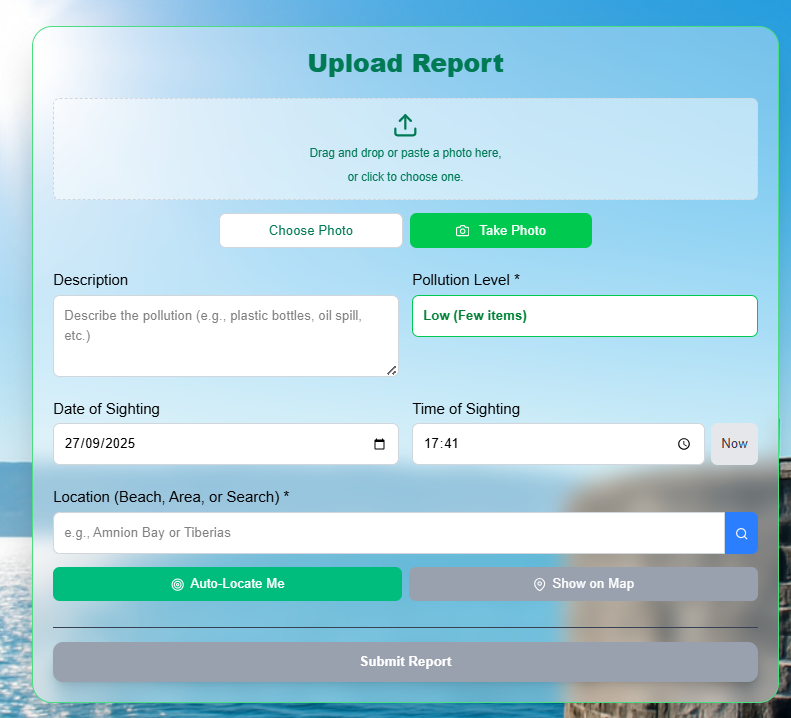 Upload Report
Drag and drop or paste a photo here,
or click to choose one.
Choose Photo
Take Photo
Description
Pollution Level *
Describe the pollution (e.g., plastic bottles, oil spill,
etc.)
Low (Few items)
Date of Sighting
Time of Sighting
27/09/2025
17:41
Now
Location (Beach, Area, or Search) *
e.g., Amnion Bay or Tiberias
Auto-Locate Me
Show on Map
Submit Report